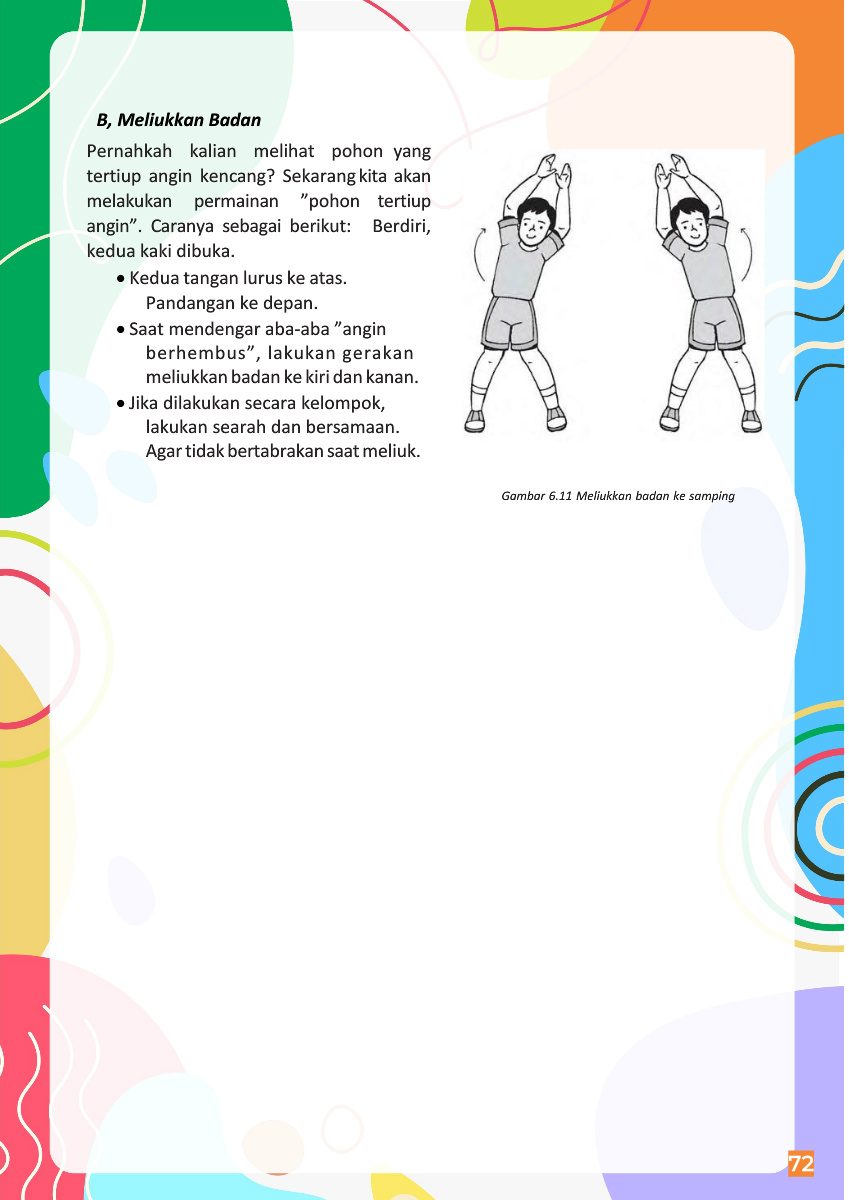 B, Meliukkan Badan
Pernahkah kalian melihat pohon yang
tertiup angin kencang? Sekarang kita akan
melakukan permainan ”pohon tertiup
angin”. Caranya sebagai berikut: Berdiri,
kedua kaki dibuka.
• Kedua tangan lurus ke atas.
Pandangan ke depan.
• Saat mendengar aba-aba ”angin
berhembus”, lakukan gerakan
meliukkan badan ke kiri dan kanan.
• Jika dilakukan secara kelompok,
lakukan searah dan bersamaan.
Agar tidak bertabrakan saat meliuk.
Gambar 6.11 Meliukkan badan ke samping
72